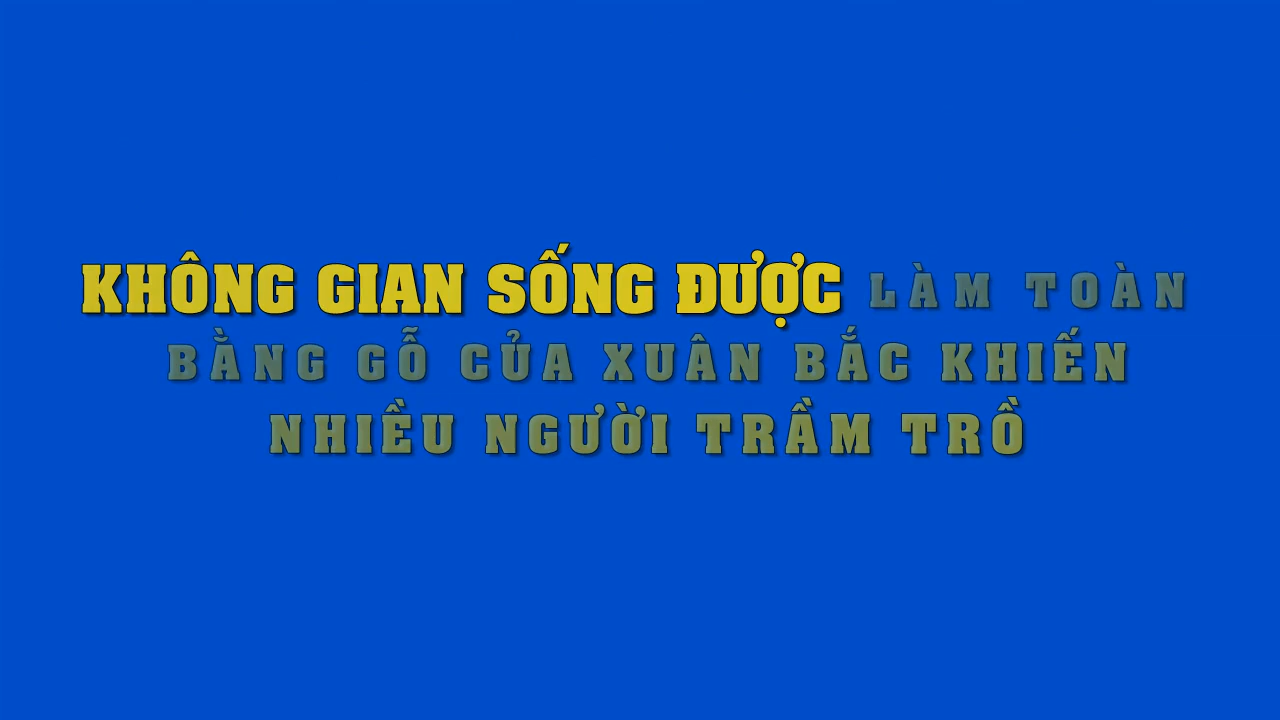 KHÔNG GIAN SỐNG ĐƯỢC LÀM TOÀN
BẰNG GỖ CỦA XUÂN BẮC KHIẾN
NHIỀU NGƯỜI TRẦM TRỒ